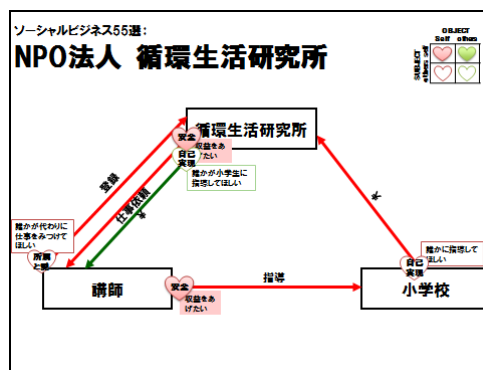 ソーシャルビジネス55選:
NPO法人 循環生活研究所
OBJECT
Self others
SUBJECT
others self
循環生活研究所
安全
収益をあ
げたい
自己
実現
誰かが小学生に
指導してほしい
登録
仕事依頼
¥
¥
誰かが代わりに
仕事をみつけて
ほしい
所属
と愛
講師
安全
収益をあ
げたい
指導
誰かに指導して
ほしい
自己
実現
小学校